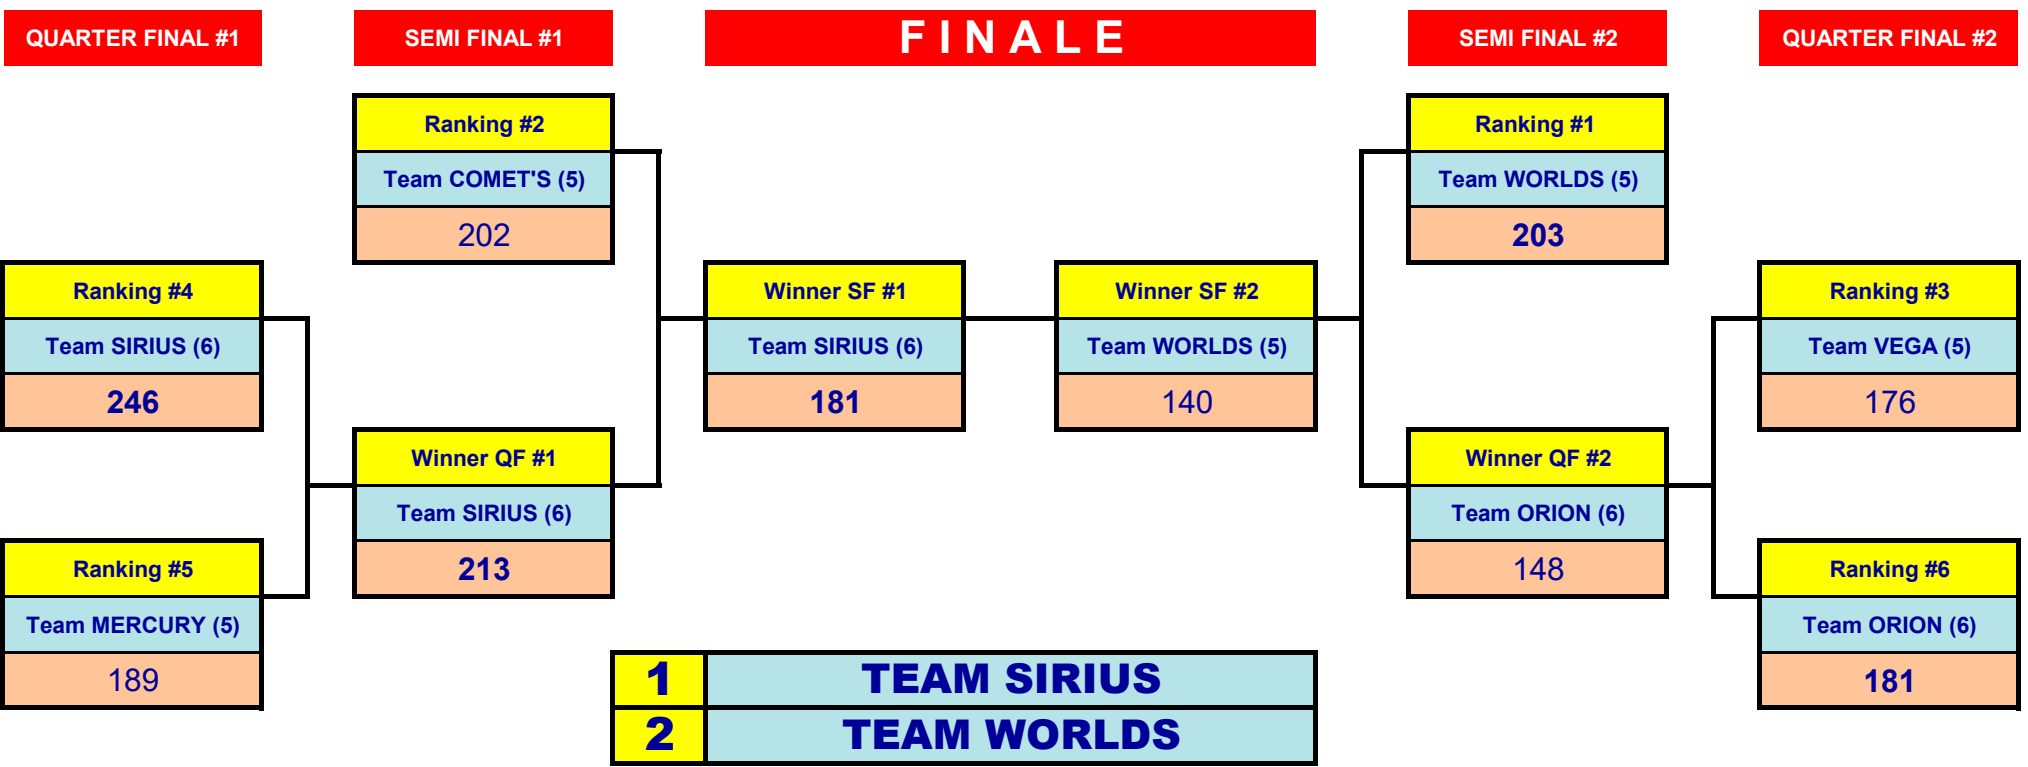 QUARTER FINAL #1
SEMI FINAL #1
F I N A L E
SEMI FINAL #2
QUARTER FINAL #2
Ranking #2
Team COMET'S (5)
202
Ranking #1
Team WORLDS (5)
203
Ranking #4
Team SIRIUS (6)
246
Winner SF #1
Team SIRIUS (6)
181
Winner SF #2
Team WORLDS (5)
140
Ranking #3
Team VEGA (5)
176
Winner QF #1
Team SIRIUS (6)
213
Winner QF #2
Team ORION (6)
148
Ranking #5
Team MERCURY (5)
189
Ranking #6
Team ORION (6)
181
1 TEAM SIRIUS
2 TEAM WORLDS